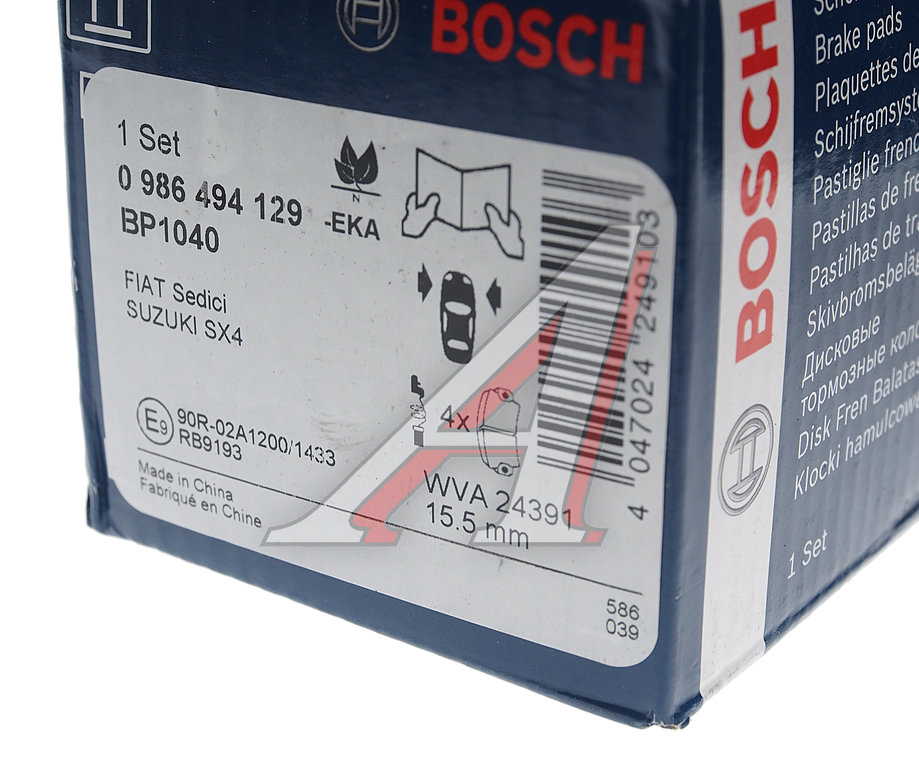 BOSCH
1 Set
0 986 494 129
BP1040
N
-EKA
FIAT Sedici
SUZUKI SX4
E9
90R-02A1200/1433
RB9193
Made in China
Fabriqué en Chine
4x
WVA 24391
15.5 mm
4 047024 249103
586
039
BOSCH
Brake pads
Plaquettes de
Schijfremsyst
Pastiglie fren
Pastillas de fre
Pastilhas de tra
Skivbromsbeläg
Дисковые
тормозные коло
Disk Fren Balatas
Klocki hamulcow
1 Set